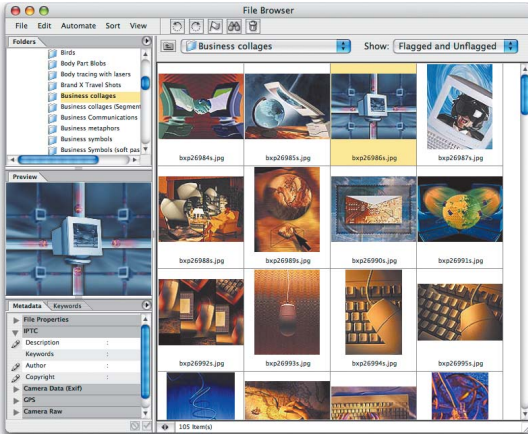 File Browser
File Edit Automate Sort View
Folders
Birds
Body Part Blobs
Body tracing with lasers
Brand X Travel Shots
Business collages
Business collages (Segment
Business Communications
Business metaphors
Business symbols
Business Symbols (soft pas
Preview
Metadata Keywords
File Properties
IPTC
Description :
Keywords :
Author :
Copyright :
Camera Data (Exif)
GPS
Camera Raw
Business collages Show: Flagged and Unflagged
bxp26984s.jpg bxp26985s.jpg bxp26986s.jpg bxp26987s.jpg
bxp26988s.jpg bxp26989s.jpg bxp26990s.jpg bxp26991s.jpg
bxp26992s.jpg bxp26993s.jpg bxp26994s.jpg bxp26995s.jpg
105 Item(s)